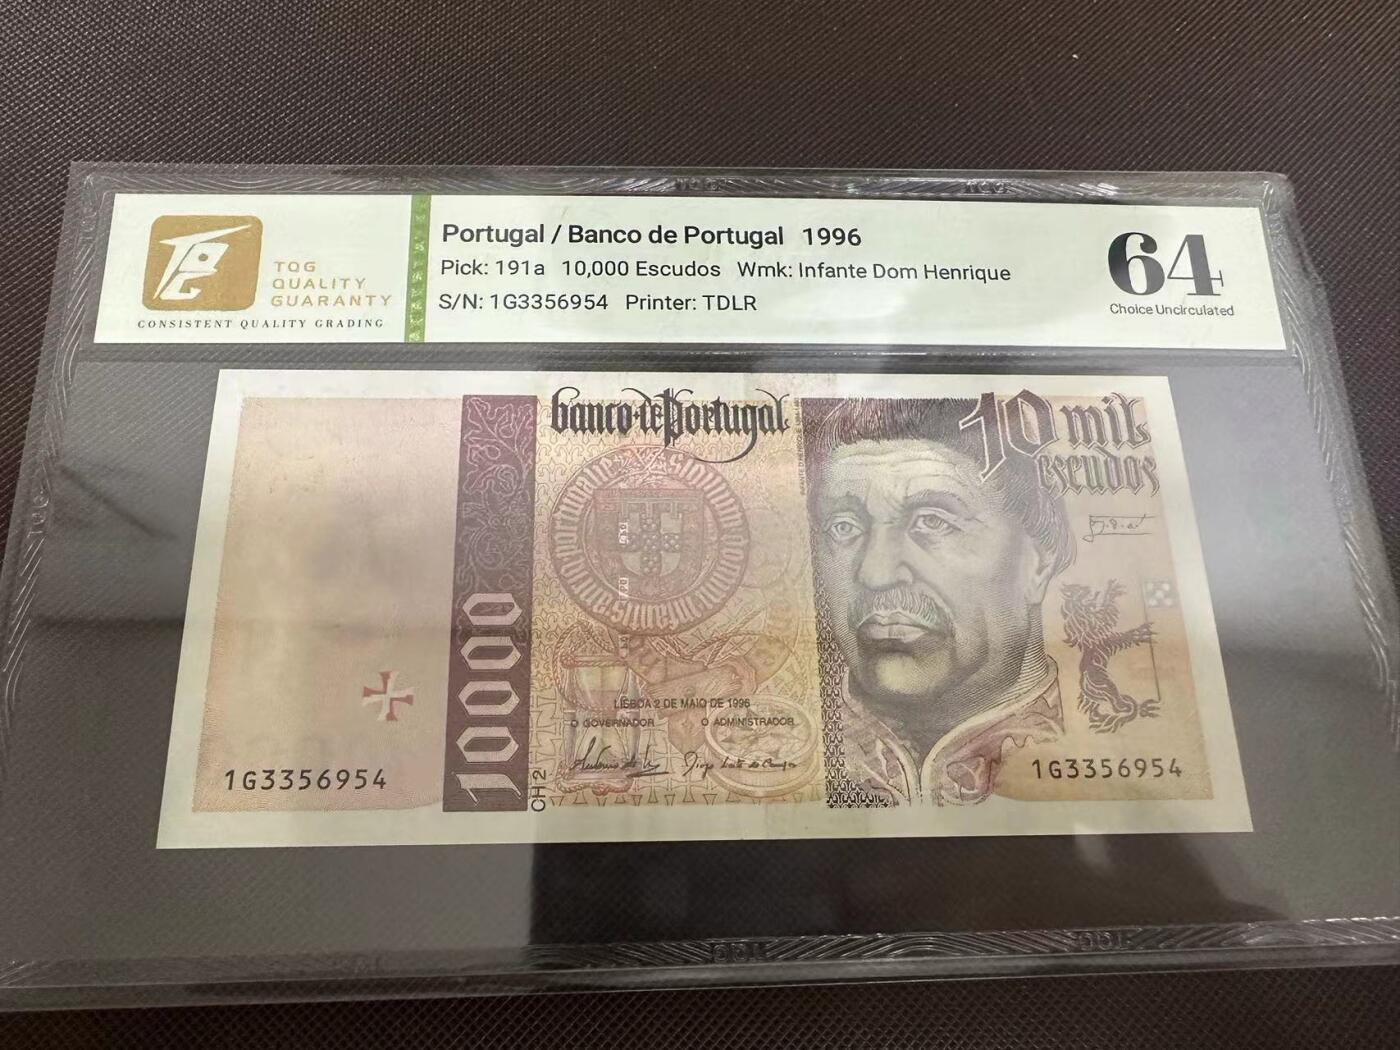 TQG
QUALITY
GUARANTY
CONSISTENT QUALITY GRADING
Portugal / Banco de Portugal 1996
Pick: 191a 10,000 Escudos Wmk: Infante Dom Henrique
S/N: 1G3356954 Printer: TDLR
64
Choice Uncirculated
banco de Portugal
10 mil
escudos
10000
LISBOA 2 DE MAIO DE 1996
O GOVERNADOR O ADMINISTRADOR
CH 2
1G3356954
1G3356954